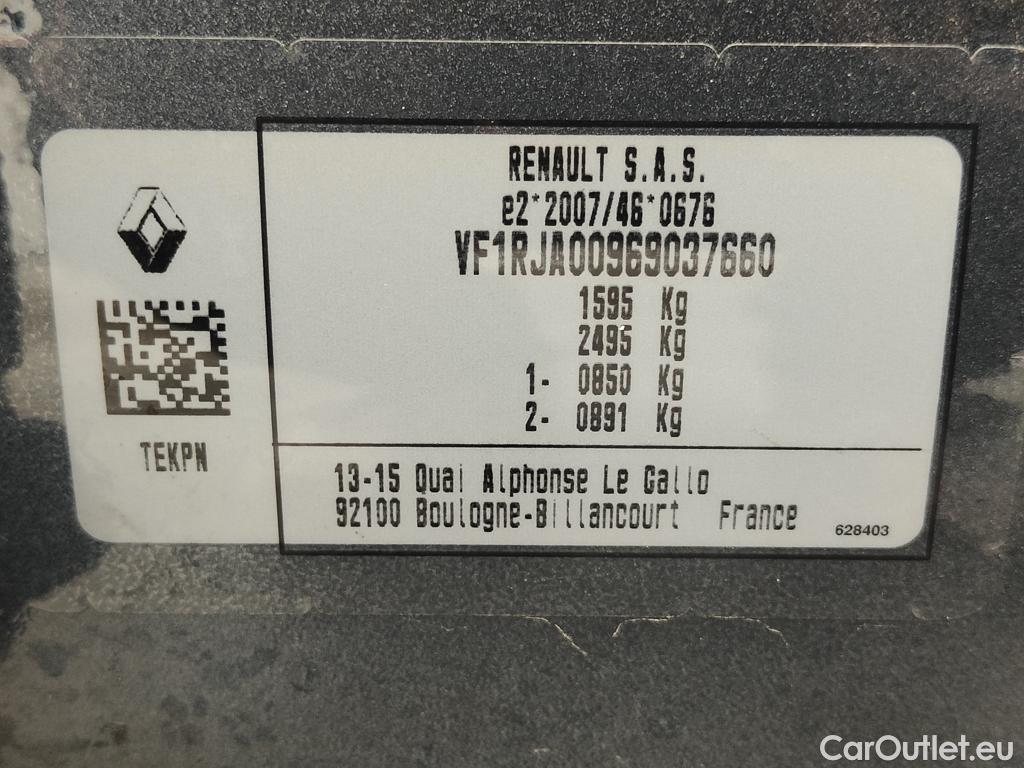 RENAULT S.A.S.
e2*2007/46*0676
VF1RJA00969037660
1595 Kg
2495 Kg
1- 0850 Kg
2- 0891 Kg
TEKPN
13-15 Quai Alphonse Le Gallo
92100 Boulogne-Billancourt France
628403
CarOutlet.eu